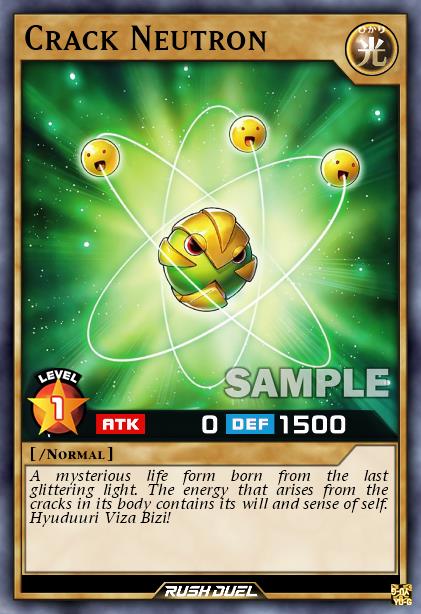 Crack Neutron
ひかり
光
SAMPLE
LEVEL
1
ATK 0 DEF 1500
[ /Normal ]
A mysterious life form born from the last
glittering light. The energy that arises from the
cracks in its body contains its will and sense of self.
Hyuduuri Viza Bizi!
RUSH DUEL